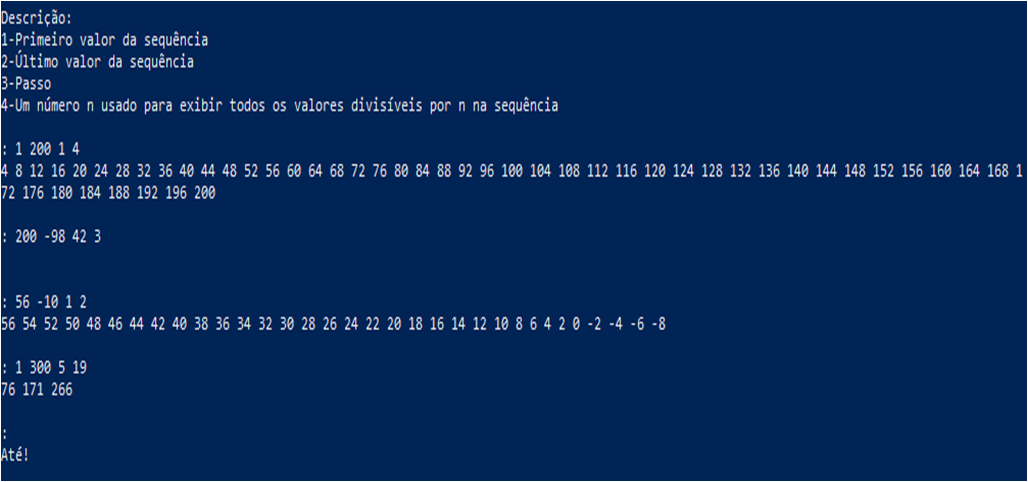 Descrição:
1-Primeiro valor da sequência
2-Último valor da sequência
3-Passo
4-Um número n usado para exibir todos os valores divisíveis por n na sequência
: 1 200 1 4
4 8 12 16 20 24 28 32 36 40 44 48 52 56 60 64 68 72 76 80 84 88 92 96 100 104 108 112 116 120 124 128 132 136 140 144 148 152 156 160 164 168 1
72 176 180 184 188 192 196 200
: 200 -98 42 3
: 56 -10 1 2
56 54 52 50 48 46 44 42 40 38 36 34 32 30 28 26 24 22 20 18 16 14 12 10 8 6 4 2 0 -2 -4 -6 -8
: 1 300 5 19
76 171 266
:
Até!